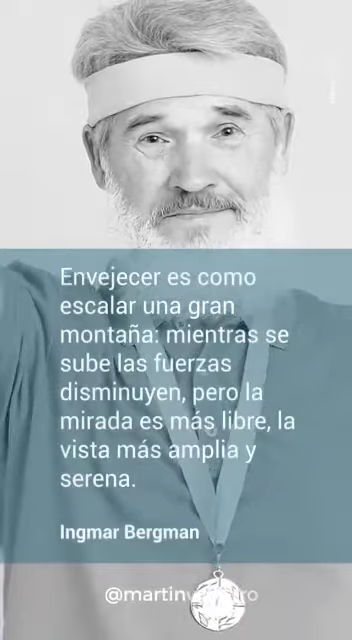 Envejecer es como
escalar una gran
montaña: mientras se
sube las fuerzas
disminuyen, pero la
mirada es más libre, la
vista más amplia y
serena.
Ingmar Bergman